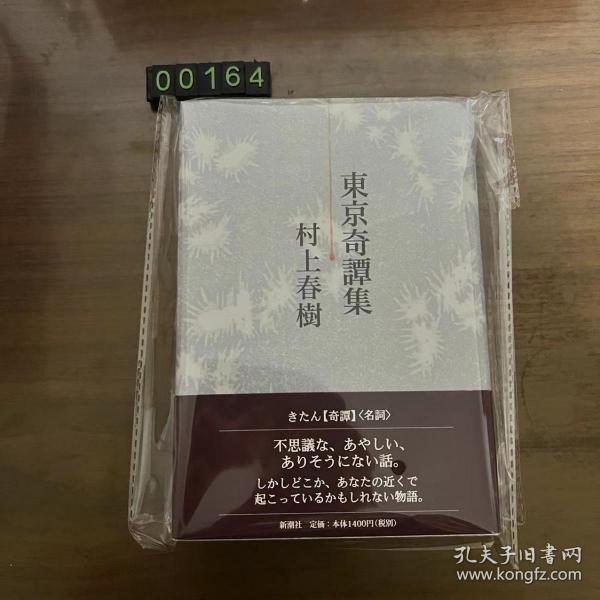 00164
東京奇譚集
村上春樹
きたん【奇譚】〈名詞〉
不思議な、あやしい、
ありそうにない話。
しかしどこか、あなたの近くで
起こっているかもしれない物語。
新潮社 定価：本体1400円（税別）
孔夫子旧书网
www.kongfz.com